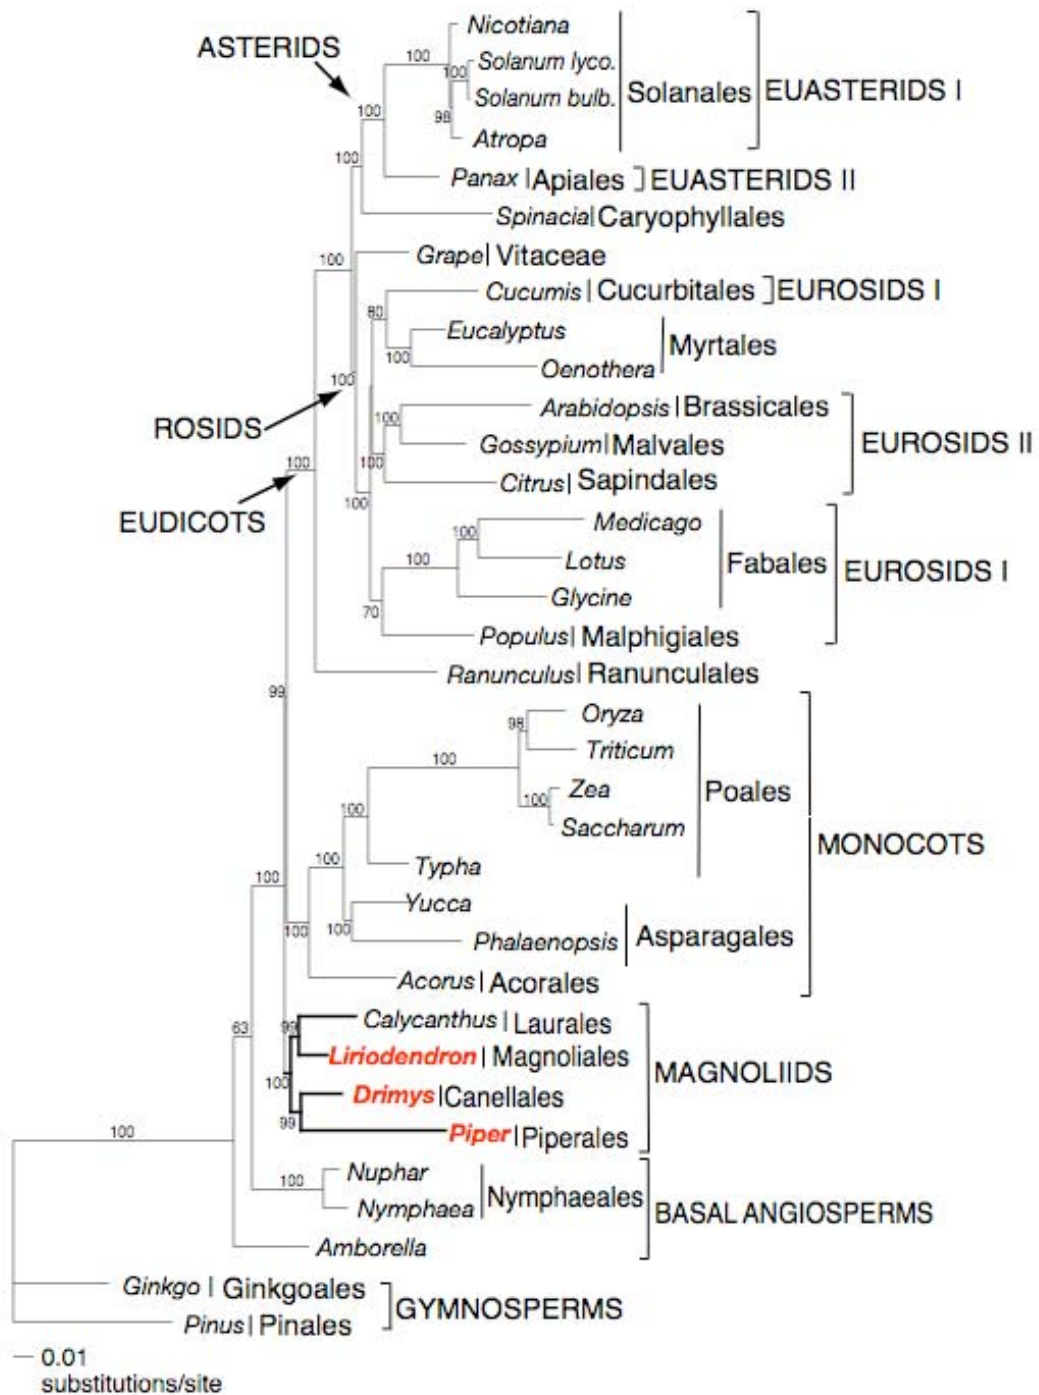 Nicotiana
ASTERIDS
100
Solanum lyco.
100
Solanum bulb.
Solanales
EUASTERIDS I
98
100
Atropa
100
Panax
Apiales
EUASTERIDS II
Spinacia
Caryophyllales
100
Grape
Vitaceae
Cucumis
Cucurbitales
EUROSIDS I
80
Eucalyptus
Myrtales
100
Oenothera
100
ROSIDS
Arabidopsis
Brassicales
100
Gossypium
Malvales
EUROSIDS II
100
100
Citrus
Sapindales
100
EUDICOTS
Medicago
100
Lotus
Fabales
EUROSIDS I
100
Glycine
70
Populus
Malphigiales
Ranunculus
Ranunculales
99
Oryza
98
Triticum
100
Zea
Poales
100
Saccharum
100
MONOCOTS
100
Typha
100
Yucca
100
100
Phalaenopsis
Asparagales
Acorus
Acorales
Calycanthus
Laurales
99
63
Liriodendron
Magnoliales
MAGNOLIIDS
100
Drimys
Canellales
99
Piper
Piperales
100
Nuphar
100
Nymphaea
Nymphaeales
BASAL ANGIOSPERMS
Amborella
Ginkgo
Ginkgoales
GYMNOSPERMS
Pinus
Pinales
0.01
substitutions/site